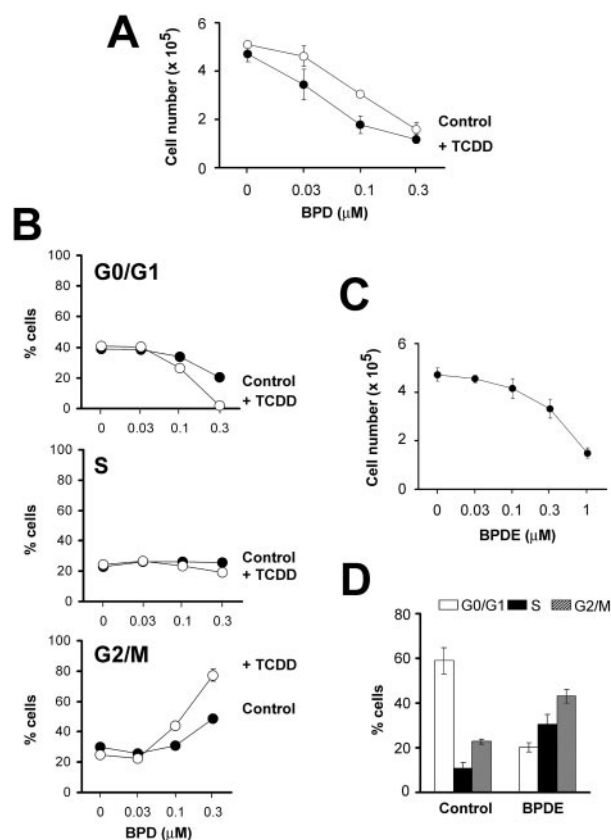 A
Cell number (x 10⁵)
6
4
2
0
0 0.03 0.1 0.3
BPD (μM)
Control
+ TCDD
B
G0/G1
% cells
100
80
60
40
20
0
0 0.03 0.1 0.3
Control
+ TCDD
S
% cells
100
80
60
40
20
0
0 0.03 0.1 0.3
Control
+ TCDD
G2/M
% cells
100
80
60
40
20
0
0 0.03 0.1 0.3
BPD (μM)
+ TCDD
Control
C
Cell number (x 10⁵)
6
4
2
0
0 0.03 0.1 0.3 1
BPDE (μM)
D
G0/G1 S G2/M
% cells
80
60
40
20
0
Control BPDE